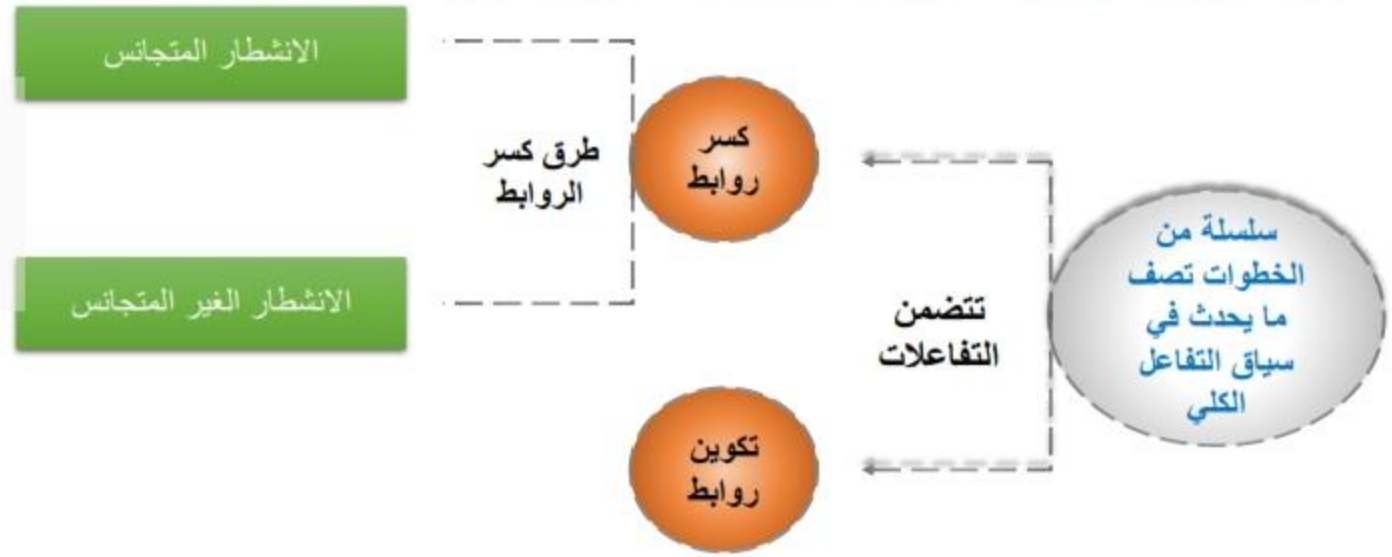 سلسلة من
الخطوات تصف
ما يحدث في
سياق التفاعل
الكلي
تتضمن
التفاعلات
كسر
روابط
تكوين
روابط
طرق كسر
الروابط
الانشطار المتجانس
الانشطار الغير المتجانس